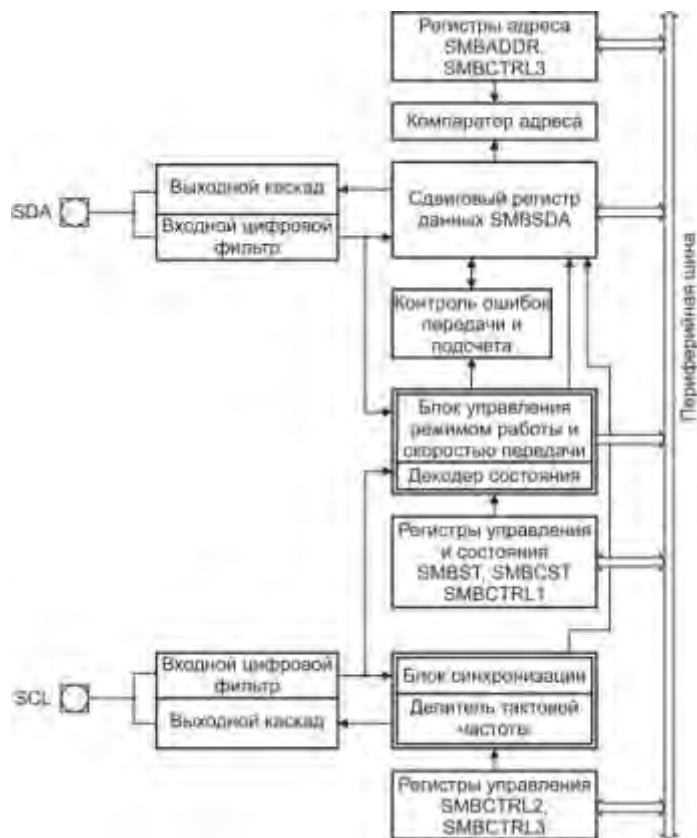 Регистры адреса
SMBADDR,
SMBCTRL3
Компаратор адреса
SDA
Выходной каскад
Входной цифровой
фильтр
Сдвиговый регистр
данных SMBSDA
Контроль ошибок
передачи и
подсчета
Блок управления
режимом работы и
скоростью передачи
Декодер состояния
Регистры управления
и состояния
SMBST, SMBCST
SMBCTRL1
SCL
Входной цифровой
фильтр
Выходной каскад
Блок синхронизации
Делитель тактовой
частоты
Регистры управления
SMBCTRL2,
SMBCTRL3
Периферийная шина